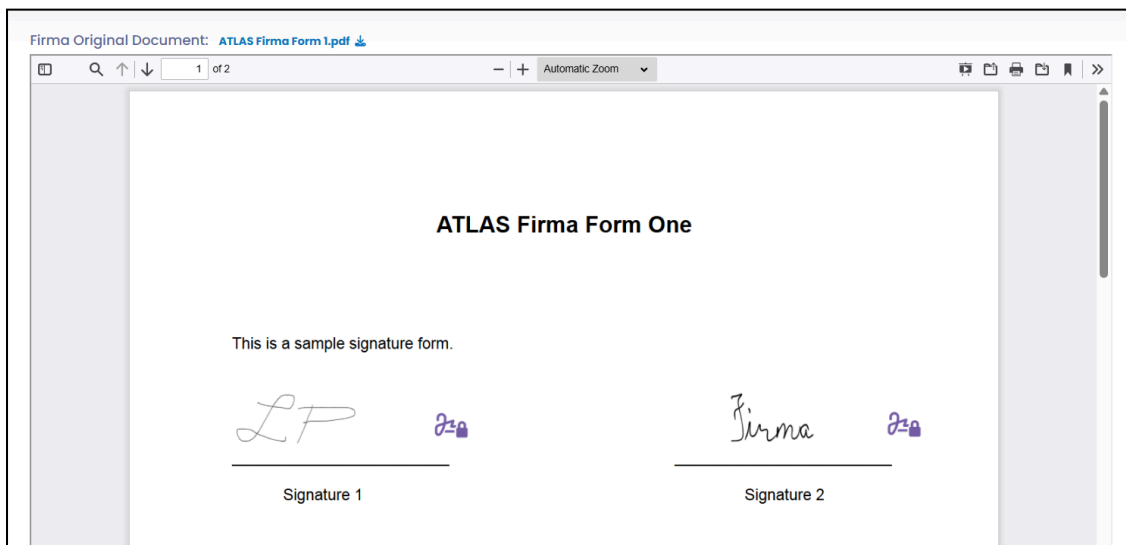 Firma Original Document: ATLAS Firma Form 1.pdf
1 of 2 Automatic Zoom
ATLAS Firma Form One
This is a sample signature form.
LP Firma
Signature 1 Signature 2